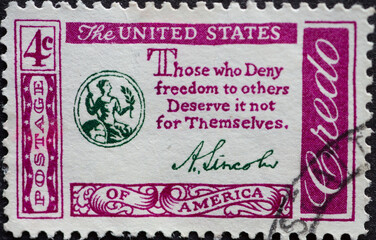 4c
The UNITED STATES
POSTAGE
Those who Deny
freedom to others
Deserve it not
for Themselves.
A. Lincoln
OF AMERICA
Credo